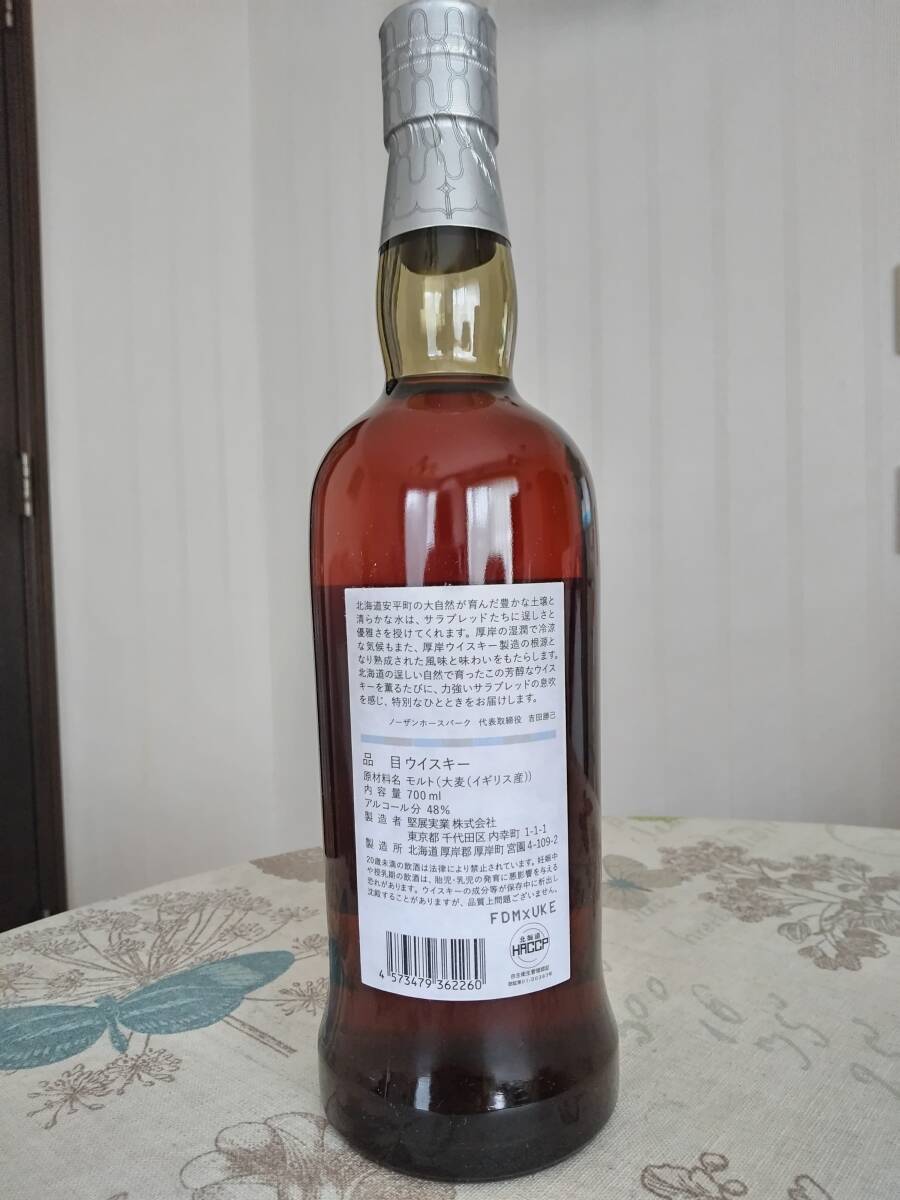 北海道安平町の大自然が育んだ豊かな土壌と
清らかな水は、サラブレッドたちに逞しさと
優雅さを授けてくれます。厚岸の湿潤で冷涼
な気候もまた、厚岸ウイスキー製造の根源と
なり熟成された風味と味わいをもたらします。
北海道の逞しい自然で育ったこの芳醇なウイス
キーを薫るたびに、力強いサラブレッドの息吹
を感じ、特別なひとときをお届けします。
ノーザンホースパーク 代表取締役 吉田勝己
品 目 ウイスキー
原材料名 モルト(大麦(イギリス産))
内 容 量 700ml
アルコール分 48%
製 造 者 堅展実業 株式会社
東京都 千代田区 内幸町 1-1-1
製 造 所 北海道 厚岸郡 厚岸町 宮園 4-109-2
20歳未満の飲酒は法律により禁止されています。妊娠中
や授乳期の飲酒は、胎児・乳児の発育に悪影響を与える
恐れがあります。ウイスキーの成分等が保存中に析出し
沈殿することがありますが、品質上問題ございません。
FDMXUKE
北海道
HACCP
自主衛生管理認証
4 573479 362260